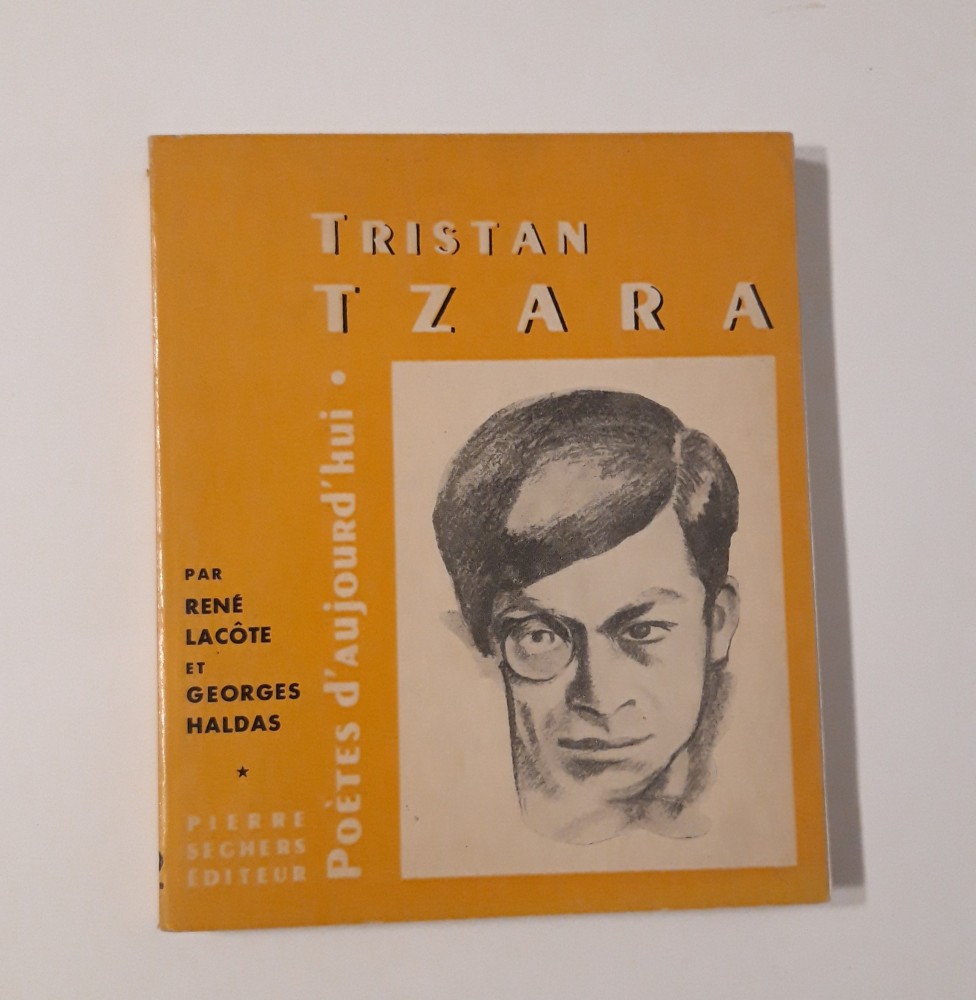 TRISTAN
TZARA
POÈTES d'aujourd'hui •
PAR
RENÉ
LACÔTE
ET
GEORGES
HALDAS
★
PIERRE
SEGHERS
ÉDITEUR